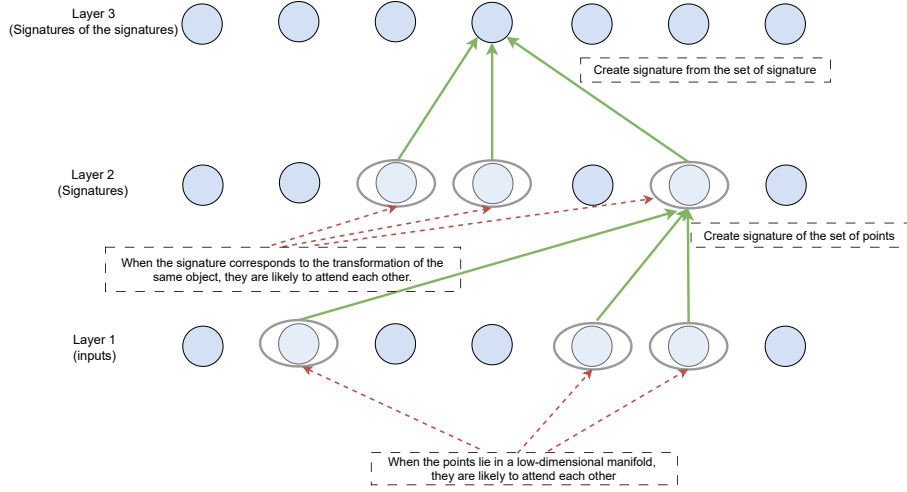 Layer 3
(Signatures of the signatures)
Create signature from the set of signature
Layer 2
(Signatures)
Create signature of the set of points
When the signature corresponds to the transformation of the
same object, they are likely to attend each other.
Layer 1
(inputs)
When the points lie in a low-dimensional manifold,
they are likely to attend each other